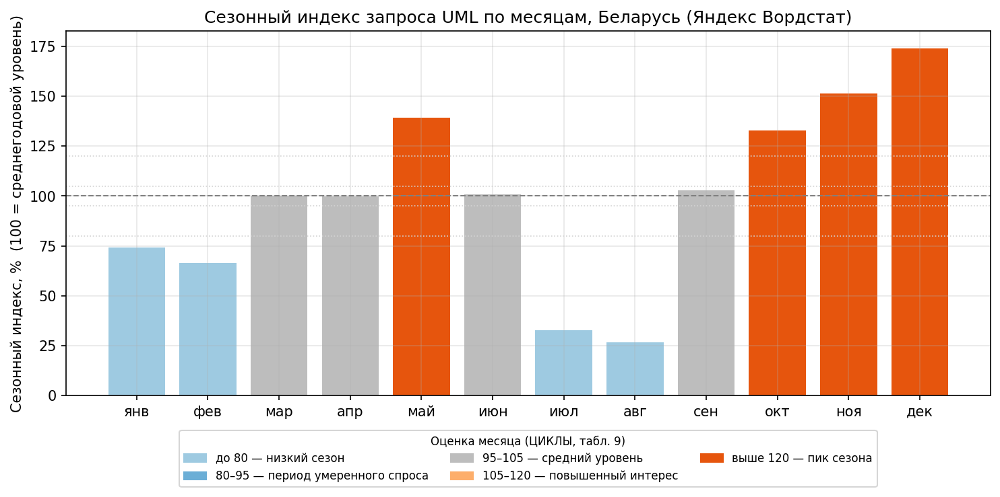 Сезонный индекс запроса UML по месяцам, Беларусь (Яндекс Вордстат)
Сезонный индекс, %  (100 = среднегодовой уровень)
175
150
125
100
75
50
25
0
янв фев мар апр май июн июл авг сен окт ноя дек
Оценка месяца (ЦИКЛЫ, табл. 9)
до 80 — низкий сезон 95–105 — средний уровень выше 120 — пик сезона
80–95 — период умеренного спроса 105–120 — повышенный интерес